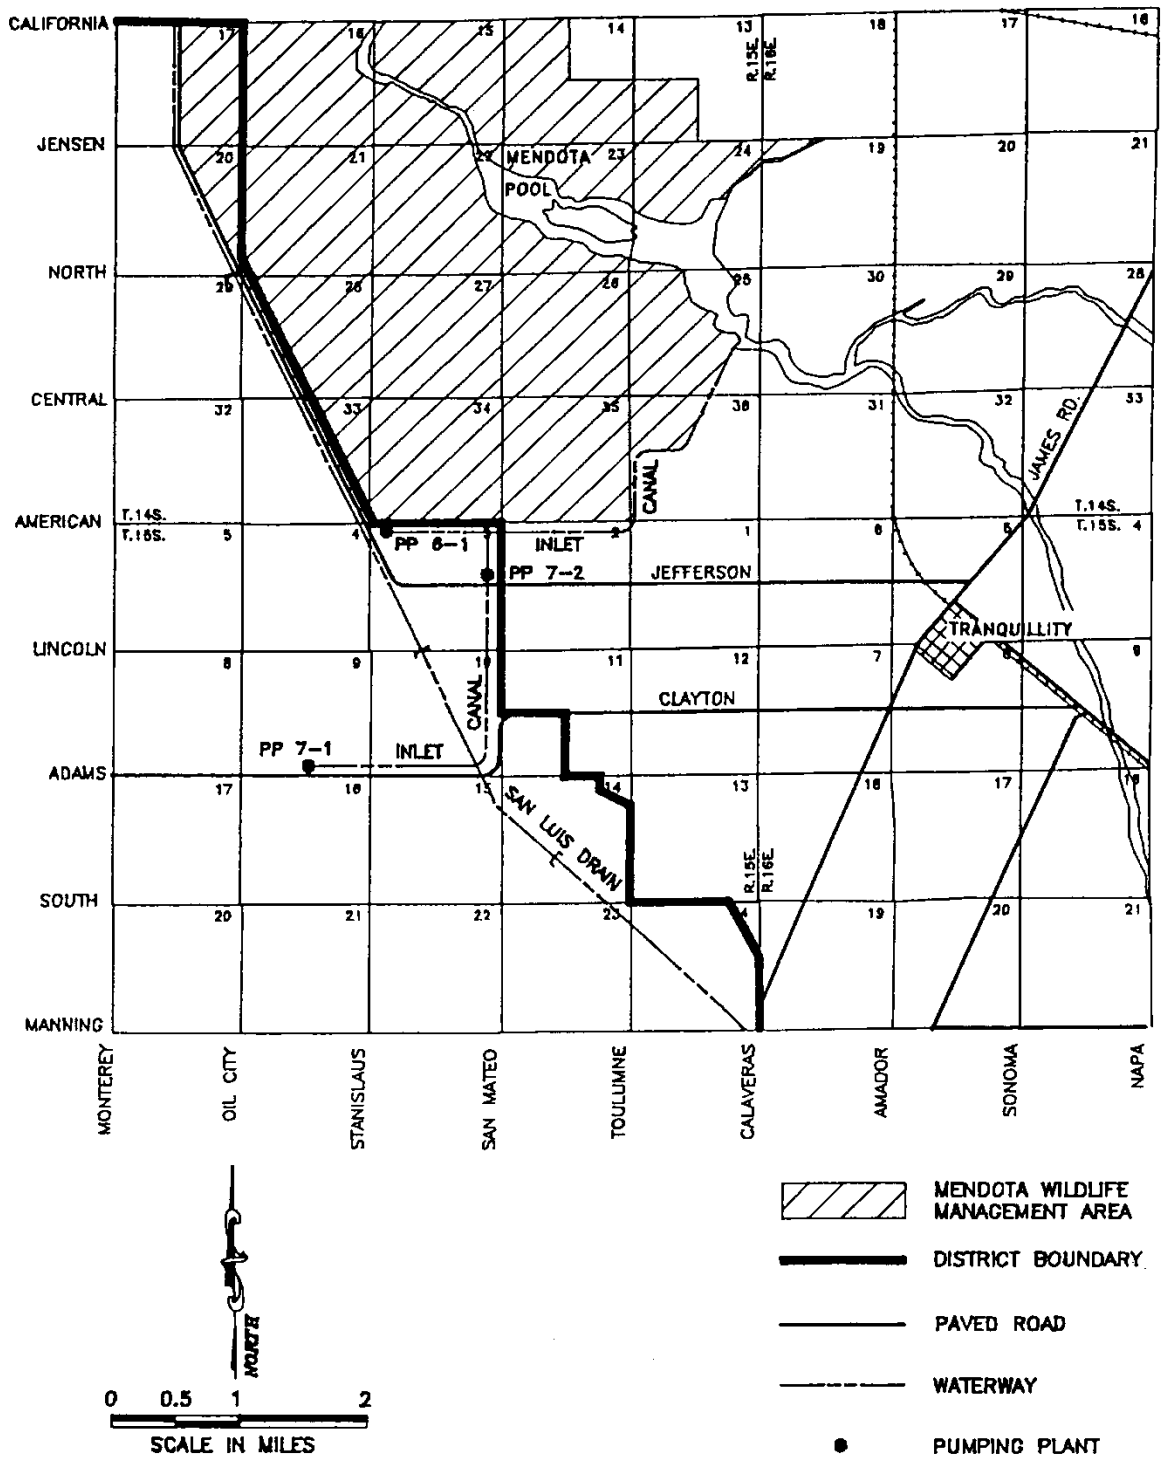 CALIFORNIA
17
16
15
14
13
18
17
16
R.15E.
R.16E.
JENSEN
20
21
22
MENDOTA
23
24
19
20
21
POOL
NORTH
29
28
27
26
25
30
29
28
CENTRAL
32
33
34
35
36
31
32
33
JAMES RD.
CANAL
AMERICAN
T.14S.
T.15S.
5
4
3
2
1
6
5
T.14S.
T.15S.
4
PP 6-1
INLET
PP 7-2
JEFFERSON
TRANQUILLITY
LINCOLN
8
9
10
11
12
7
8
9
CANAL
CLAYTON
PP 7-1
INLET
ADAMS
17
16
15
14
13
18
16
SAN LUIS DRAIN
R.15E.
R.16E.
SOUTH
20
21
22
23
4
19
20
21
MANNING
MONTEREY
OIL CITY
STANISLAUS
SAN MATEO
TOULUMNE
CALAVERAS
AMADOR
SONOMA
NAPA
NORTH
0 0.5 1 2
SCALE IN MILES
MENDOTA WILDLIFE
MANAGEMENT AREA
DISTRICT BOUNDARY
PAVED ROAD
WATERWAY
PUMPING PLANT